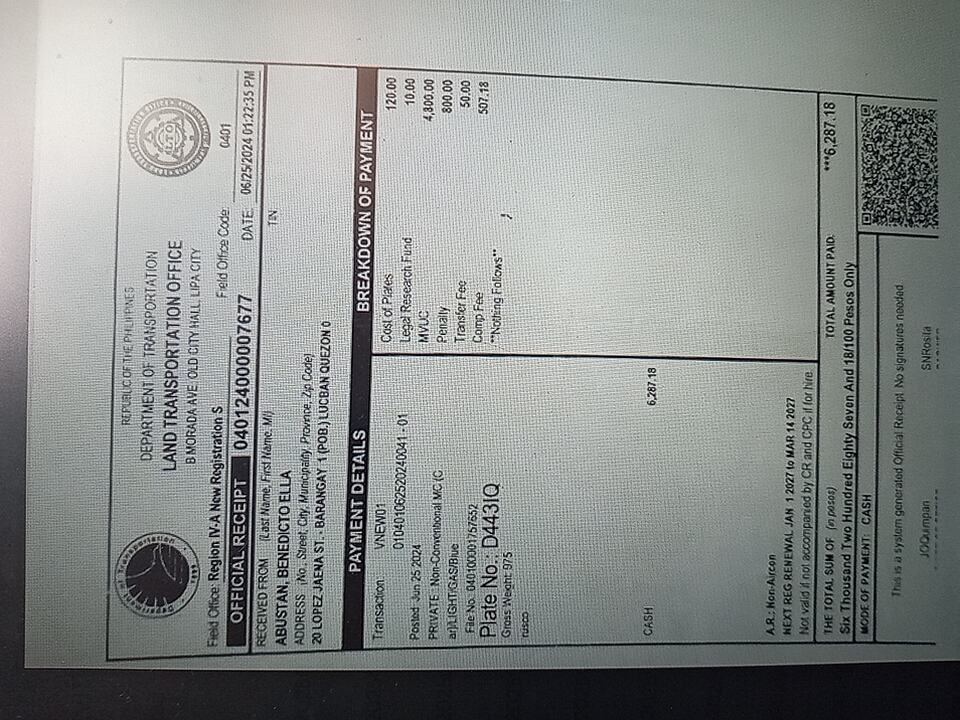 REPUBLIC OF THE PHILIPPINES
DEPARTMENT OF TRANSPORTATION
LAND TRANSPORTATION OFFICE
B MORADA AVE. OLD CITY HALL, LIPA CITY
Department of Transportation
1899
LTO
Field Office: Region IV-A New Registration S
Field Office Code: 0401
OFFICIAL RECEIPT 040124000007677
DATE: 06/25/2024 01:22:35 PM
RECEIVED FROM (Last Name, First Name, MI)
TIN
ABUSTAN, BENEDICTO ELLA
ADDRESS (No., Street, City, Municipality, Province, Zip Code)
20 LOPEZ JAENA ST. - BARANGAY 1 (POB.) LUCBAN QUEZON 0
PAYMENT DETAILS
Transaction: VNEW01
010401062520240041 - 01
Posted: Jun 25 2024
PRIVATE : Non-Conventional MC (C
ar)/LIGHT/GAS/Blue
File No.: 040100001757652
Plate No.: D443IQ
Gross Weight: 975
rusco
CASH 6,287.18
A.R.: Non-Aircon
NEXT REG RENEWAL JAN 1 2027 to MAR 14 2027
Not valid if not accompanied by CR and CPC if for hire.
BREAKDOWN OF PAYMENT
Cost of Plates 120.00
Legal Research Fund 10.00
MVUC 4,800.00
Penalty 800.00
Transfer Fee 50.00
Comp Fee 507.18
**Nothing Follows**
THE TOTAL SUM OF (in pesos)
TOTAL AMOUNT PAID: ***6,287.18
Six Thousand Two Hundred Eighty Seven And 18/100 Pesos Only
MODE OF PAYMENT: CASH
This is a system generated Official Receipt. No signatures needed
JOQuimpan SNRosita